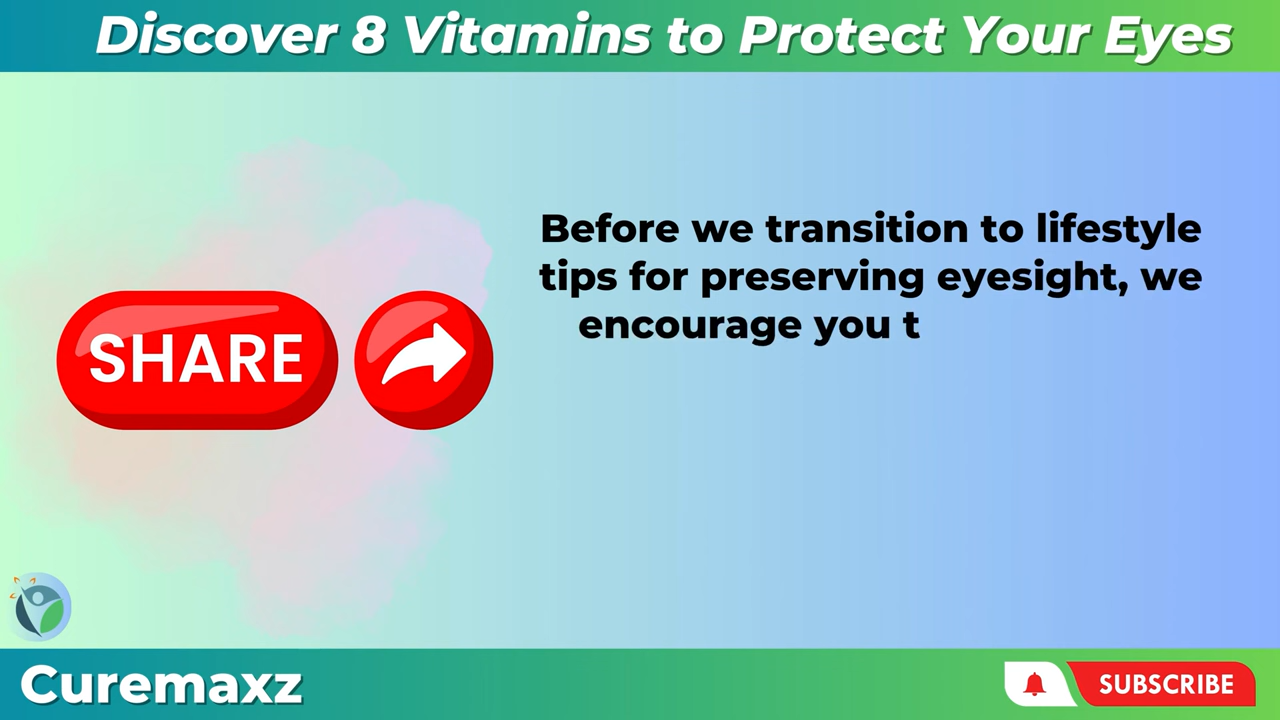 Discover 8 Vitamins to Protect Your Eyes
Before we transition to lifestyle
tips for preserving eyesight, we
encourage you t
SHARE
Curemaxz
SUBSCRIBE